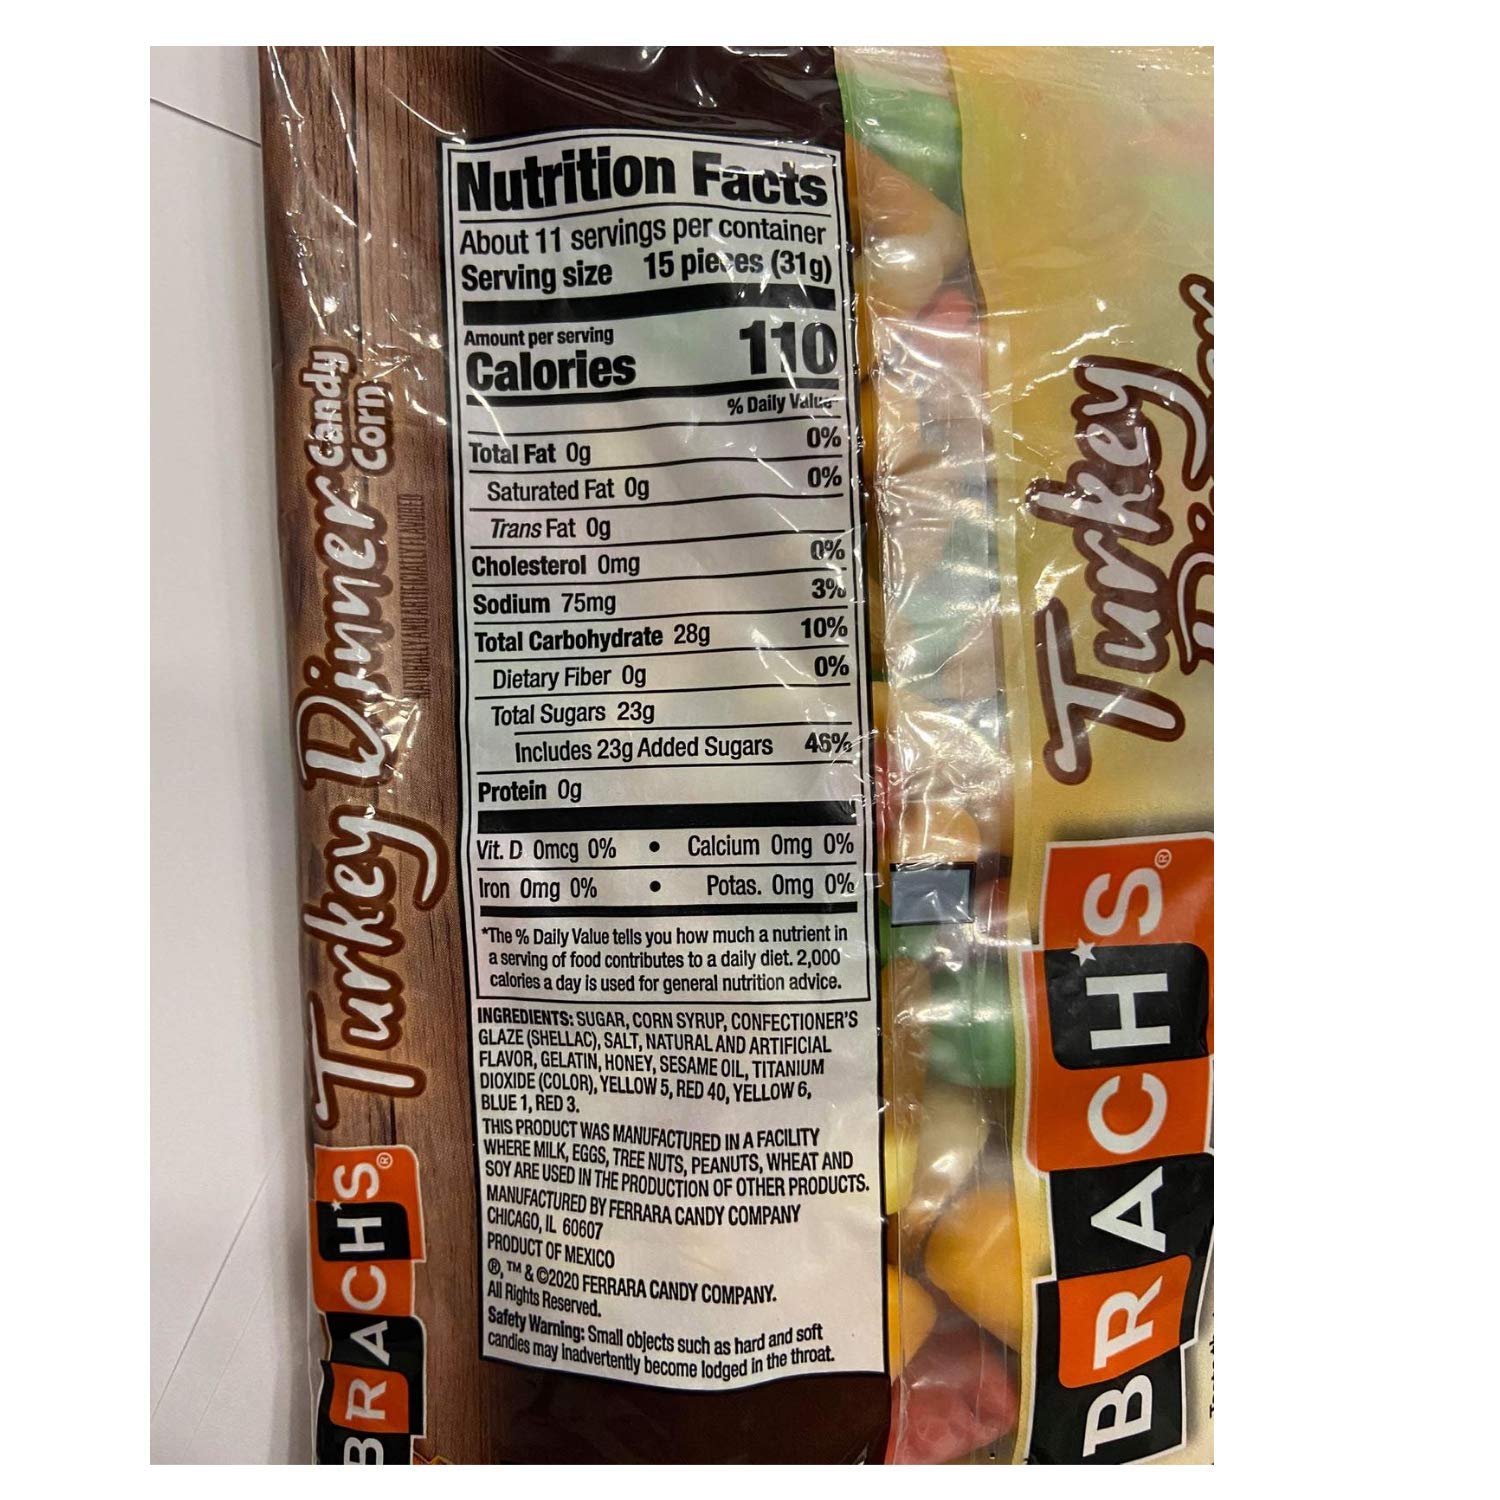 Nutrition Facts
About 11 servings per container
Serving size 15 pieces (31g)
Amount per serving
Calories 110
% Daily Value*
Total Fat 0g 0%
Saturated Fat 0g 0%
Trans Fat 0g
Cholesterol 0mg 0%
Sodium 75mg 3%
Total Carbohydrate 28g 10%
Dietary Fiber 0g 0%
Total Sugars 23g
Includes 23g Added Sugars 46%
Protein 0g
Vit. D 0mcg 0% • Calcium 0mg 0%
Iron 0mg 0% • Potas. 0mg 0%
*The % Daily Value tells you how much a nutrient in
a serving of food contributes to a daily diet. 2,000
calories a day is used for general nutrition advice.
INGREDIENTS: SUGAR, CORN SYRUP, CONFECTIONER'S
GLAZE (SHELLAC), SALT, NATURAL AND ARTIFICIAL
FLAVOR, GELATIN, HONEY, SESAME OIL, TITANIUM
DIOXIDE (COLOR), YELLOW 5, RED 40, YELLOW 6,
BLUE 1, RED 3.
THIS PRODUCT WAS MANUFACTURED IN A FACILITY
WHERE MILK, EGGS, TREE NUTS, PEANUTS, WHEAT AND
SOY ARE USED IN THE PRODUCTION OF OTHER PRODUCTS.
MANUFACTURED BY FERRARA CANDY COMPANY
CHICAGO, IL 60607
PRODUCT OF MEXICO
®, ™ & ©2020 FERRARA CANDY COMPANY.
All Rights Reserved.
Safety Warning: Small objects such as hard and soft
candies may inadvertently become lodged in the throat.
BRACH'S®
Turkey Dinner Candy
Corn
NATURALLY AND ARTIFICIALLY FLAVORED
BRACH'S®
Turkey